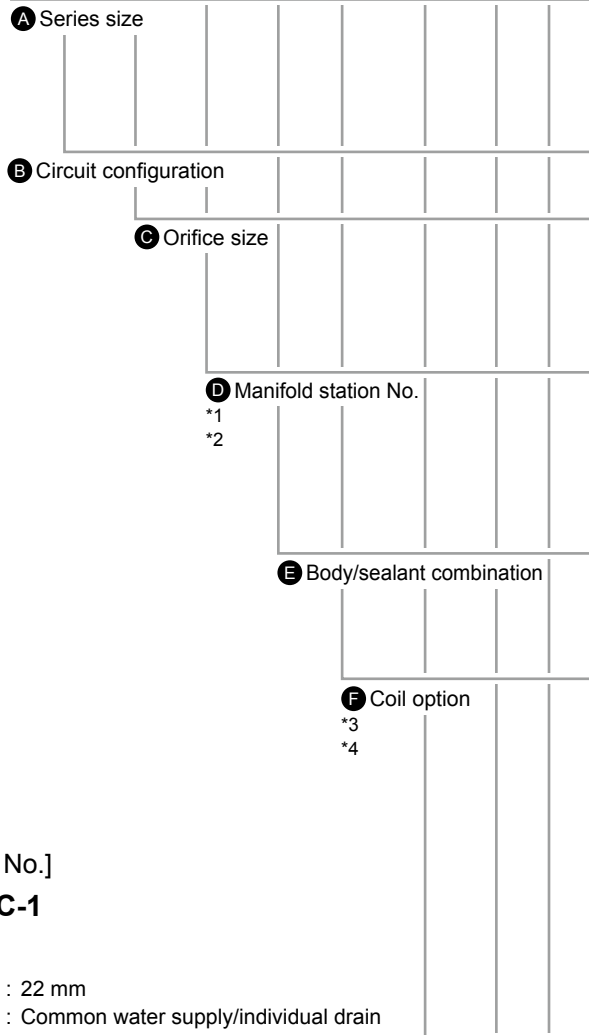 A Series size
B Circuit configuration
C Orifice size
D Manifold station No.
*1
*2
E Body/sealant combination
F Coil option
*3
*4
No.]
C-1
: 22 mm
: Common water supply/individual drain